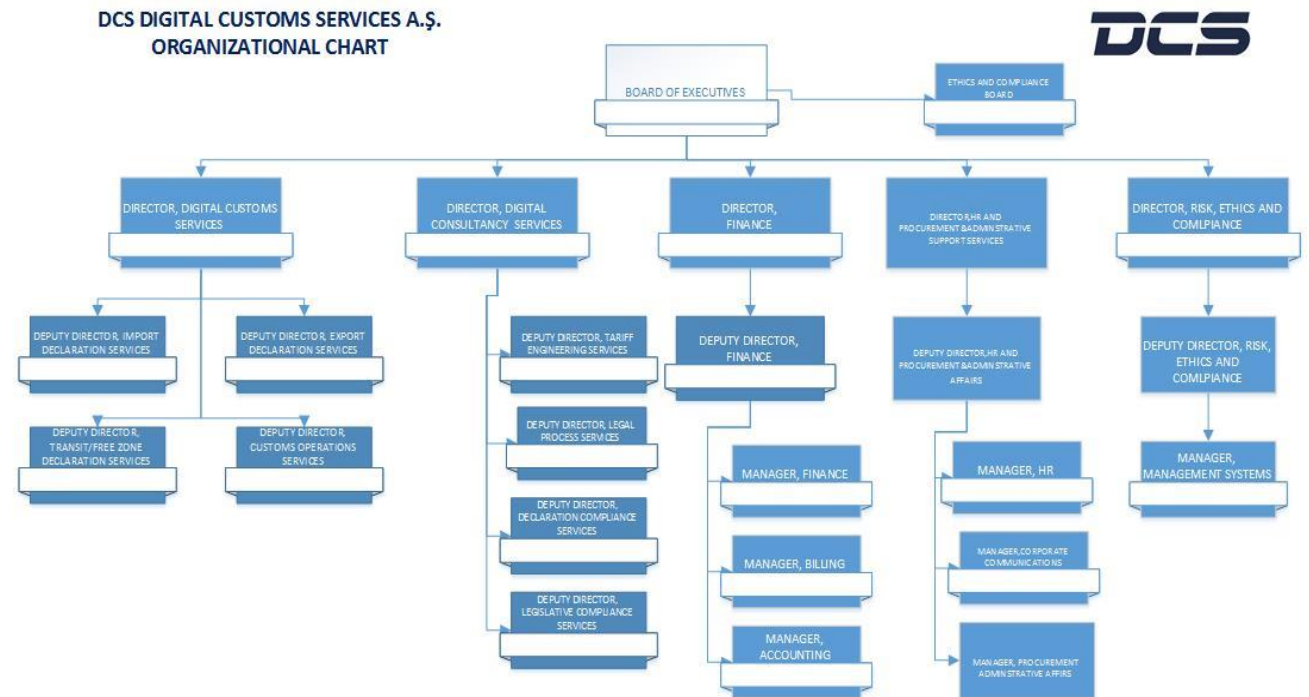 DCS DIGITAL CUSTOMS SERVICES A.Ş.
ORGANIZATIONAL CHART
DCS
BOARD OF EXECUTIVES
ETHICS AND COMPLIANCE
BOARD
DIRECTOR, DIGITAL CUSTOMS
SERVICES
DIRECTOR, DIGITAL
CONSULTANCY SERVICES
DIRECTOR,
FINANCE
DIRECTOR,HR AND
PROCUREMENT&ADMINSTRATIVE
SUPPORT SERVICES
DIRECTOR, RISK, ETHICS AND
COMLPIANCE
DEPUTY DIRECTOR, IMPORT
DECLARATION SERVICES
DEPUTY DIRECTOR, EXPORT
DECLARATION SERVICES
DEPUTY DIRECTOR,
TRANSIT/FREE ZONE
DECLARATION SERVICES
DEPUTY DIRECTOR,
CUSTOMS OPERATIONS
SERVICES
DEPUTY DIRECTOR, TARIFF
ENGINEERING SERVICES
DEPUTY DIRECTOR, LEGAL
PROCESS SERVICES
DEPUTY DIRECTOR,
DECLARATION COMPLIANCE
SERVICES
DEPUTY DIRECTOR,
LEGISLATIVE COMPLIANCE
SERVICES
DEPUTY DIRECTOR,
FINANCE
MANAGER, FINANCE
MANAGER, BILLING
MANAGER,
ACCOUNTING
DEPUTY DIRECTOR,HR AND
PROCUREMENT&ADMINISTRATIVE
AFFAIRS
MANAGER, HR
MANAGER,CORPORATE
COMMUNICATIONS
MANAGER, PROCUREMENT
ADMINSTRATIVE AFFIRS
DEPUTY DIRECTOR, RISK,
ETHICS AND
COMLPIANCE
MANAGER,
MANAGEMENT SYSTEMS